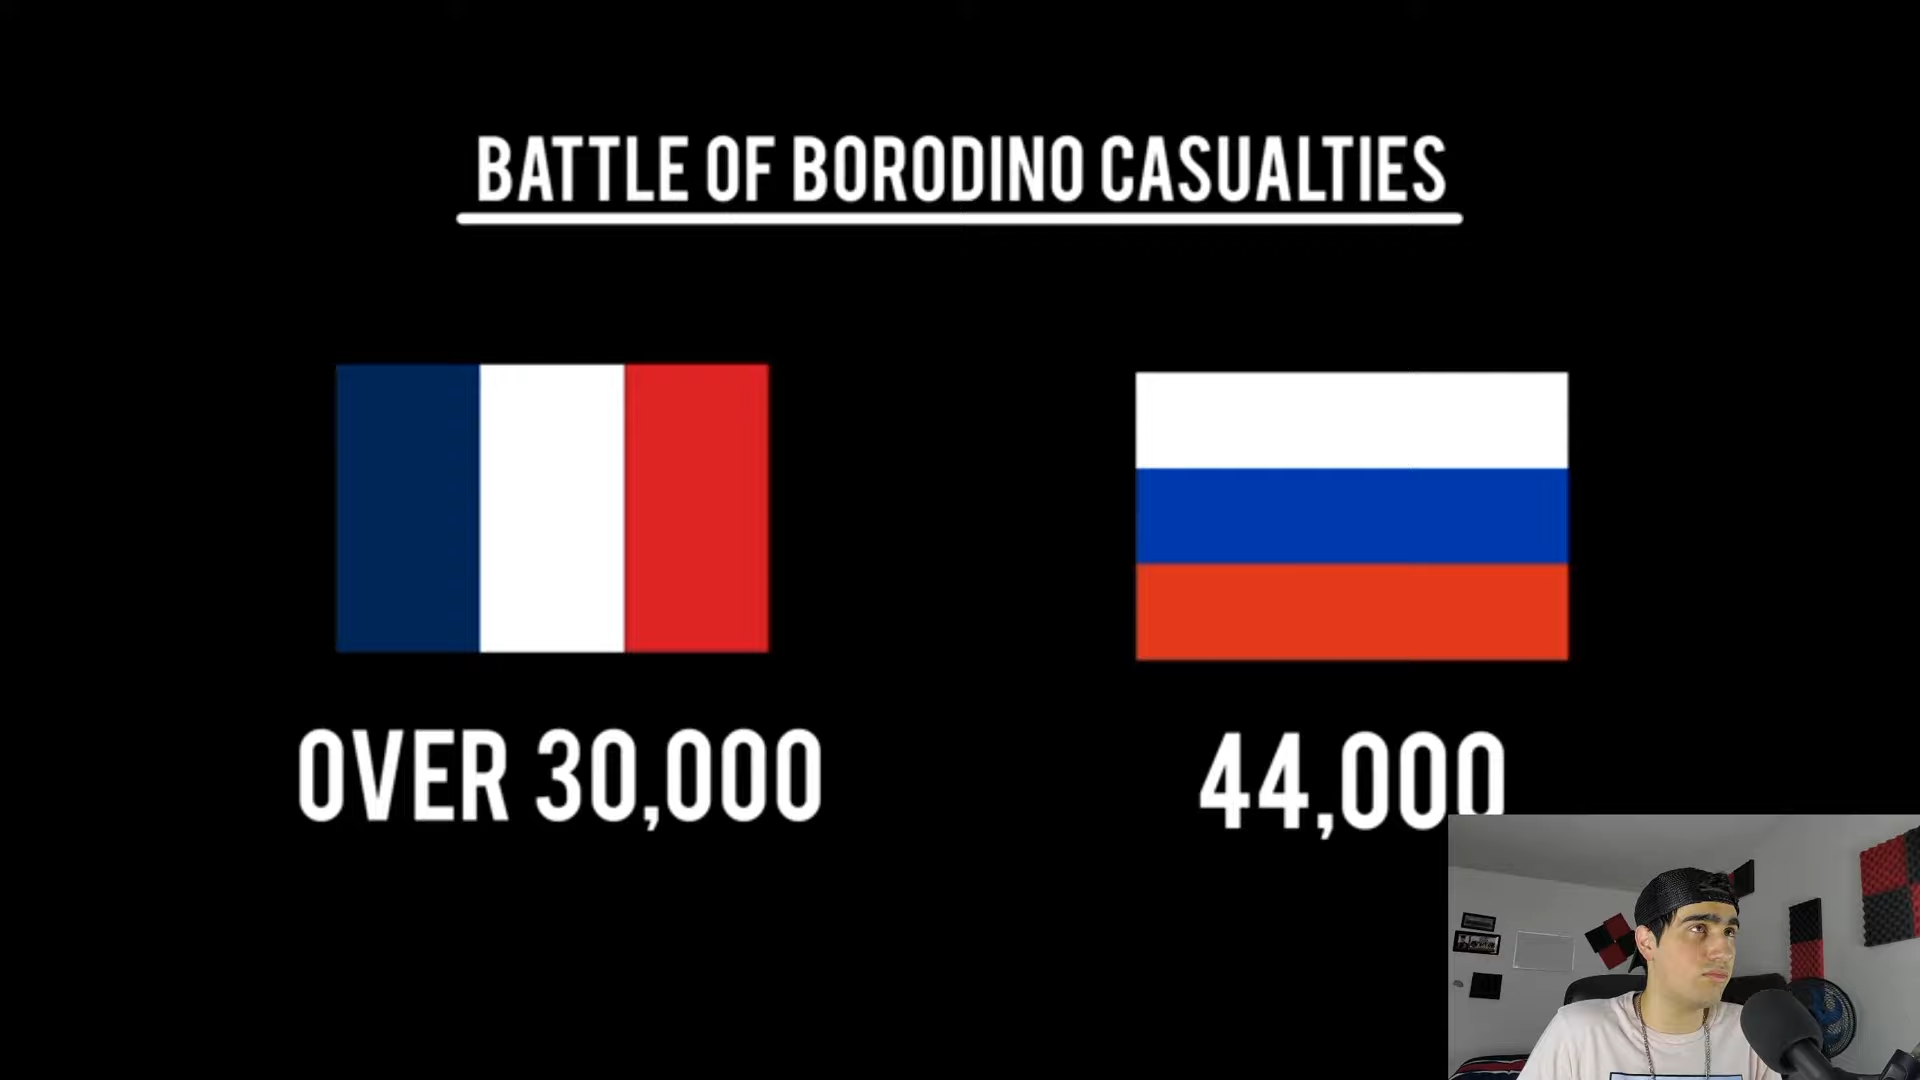 BATTLE OF BORODINO CASUALTIES
OVER 30,000
44,000